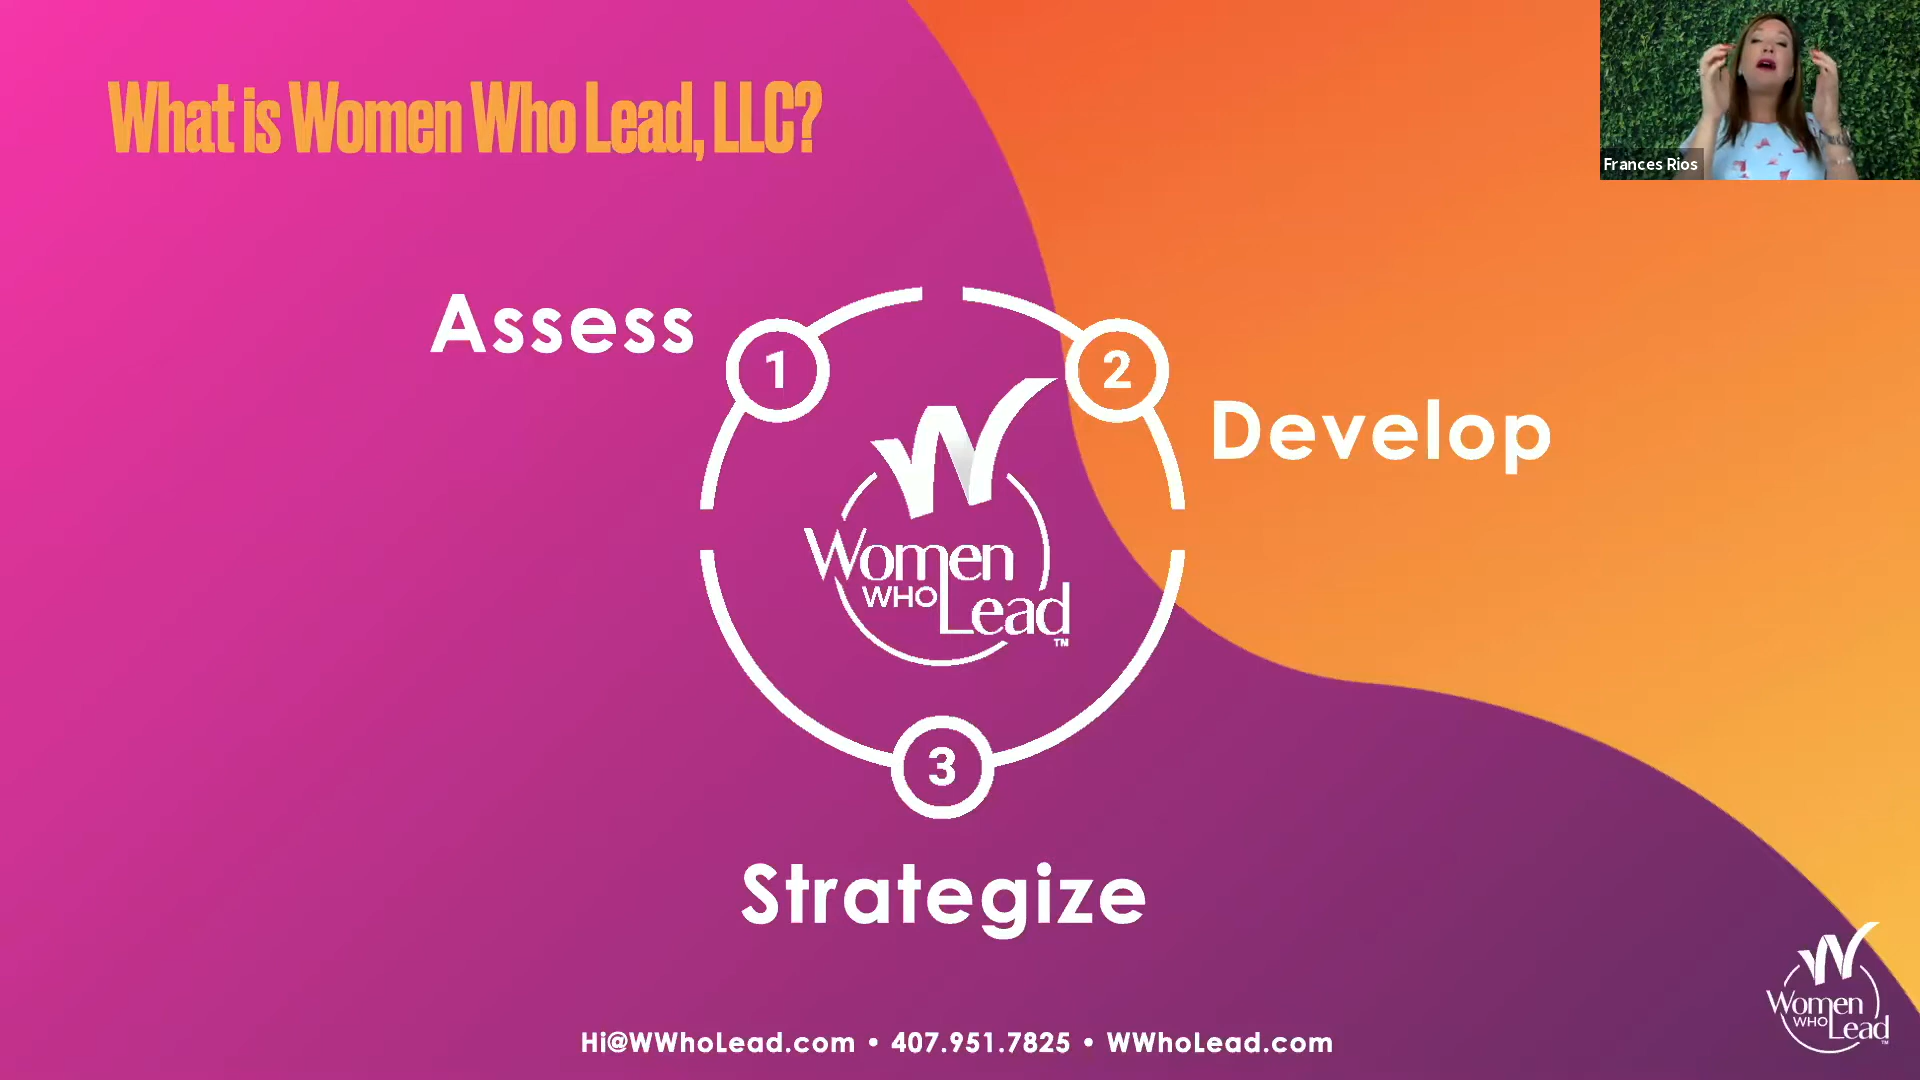 What is Women Who Lead, LLC?
Frances Rios
Assess
1
2
Develop
Women
WHO Lead
TM
3
Strategize
Hi@WWhoLead.com • 407.951.7825 • WWhoLead.com
Women
WHO Lead
TM